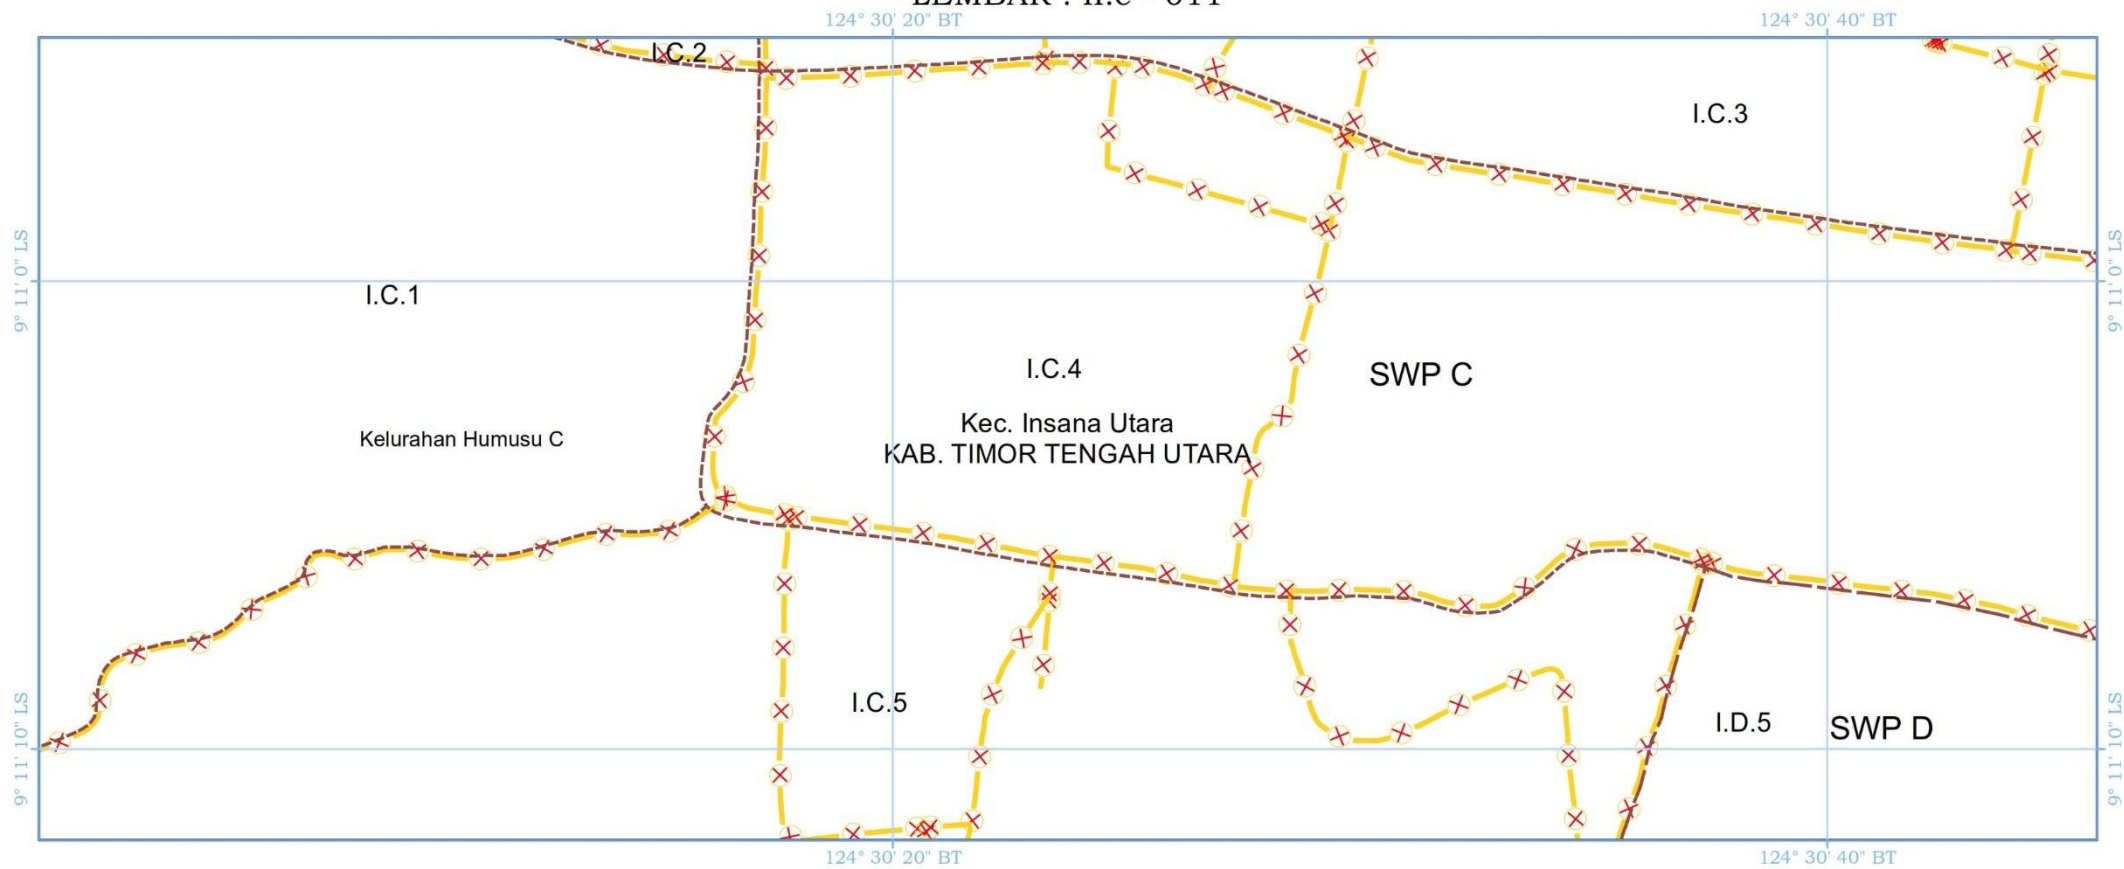 124° 30' 20" BT
124° 30' 40" BT
I.C.2
I.C.3
9° 11' 0" LS
9° 11' 0" LS
I.C.1
I.C.4
SWP C
Kec. Insana Utara
Kelurahan Humusu C
KAB. TIMOR TENGAH UTARA
I.C.5
I.D.5
SWP D
9° 11' 10" LS
9° 11' 10" LS
124° 30' 20" BT
124° 30' 40" BT